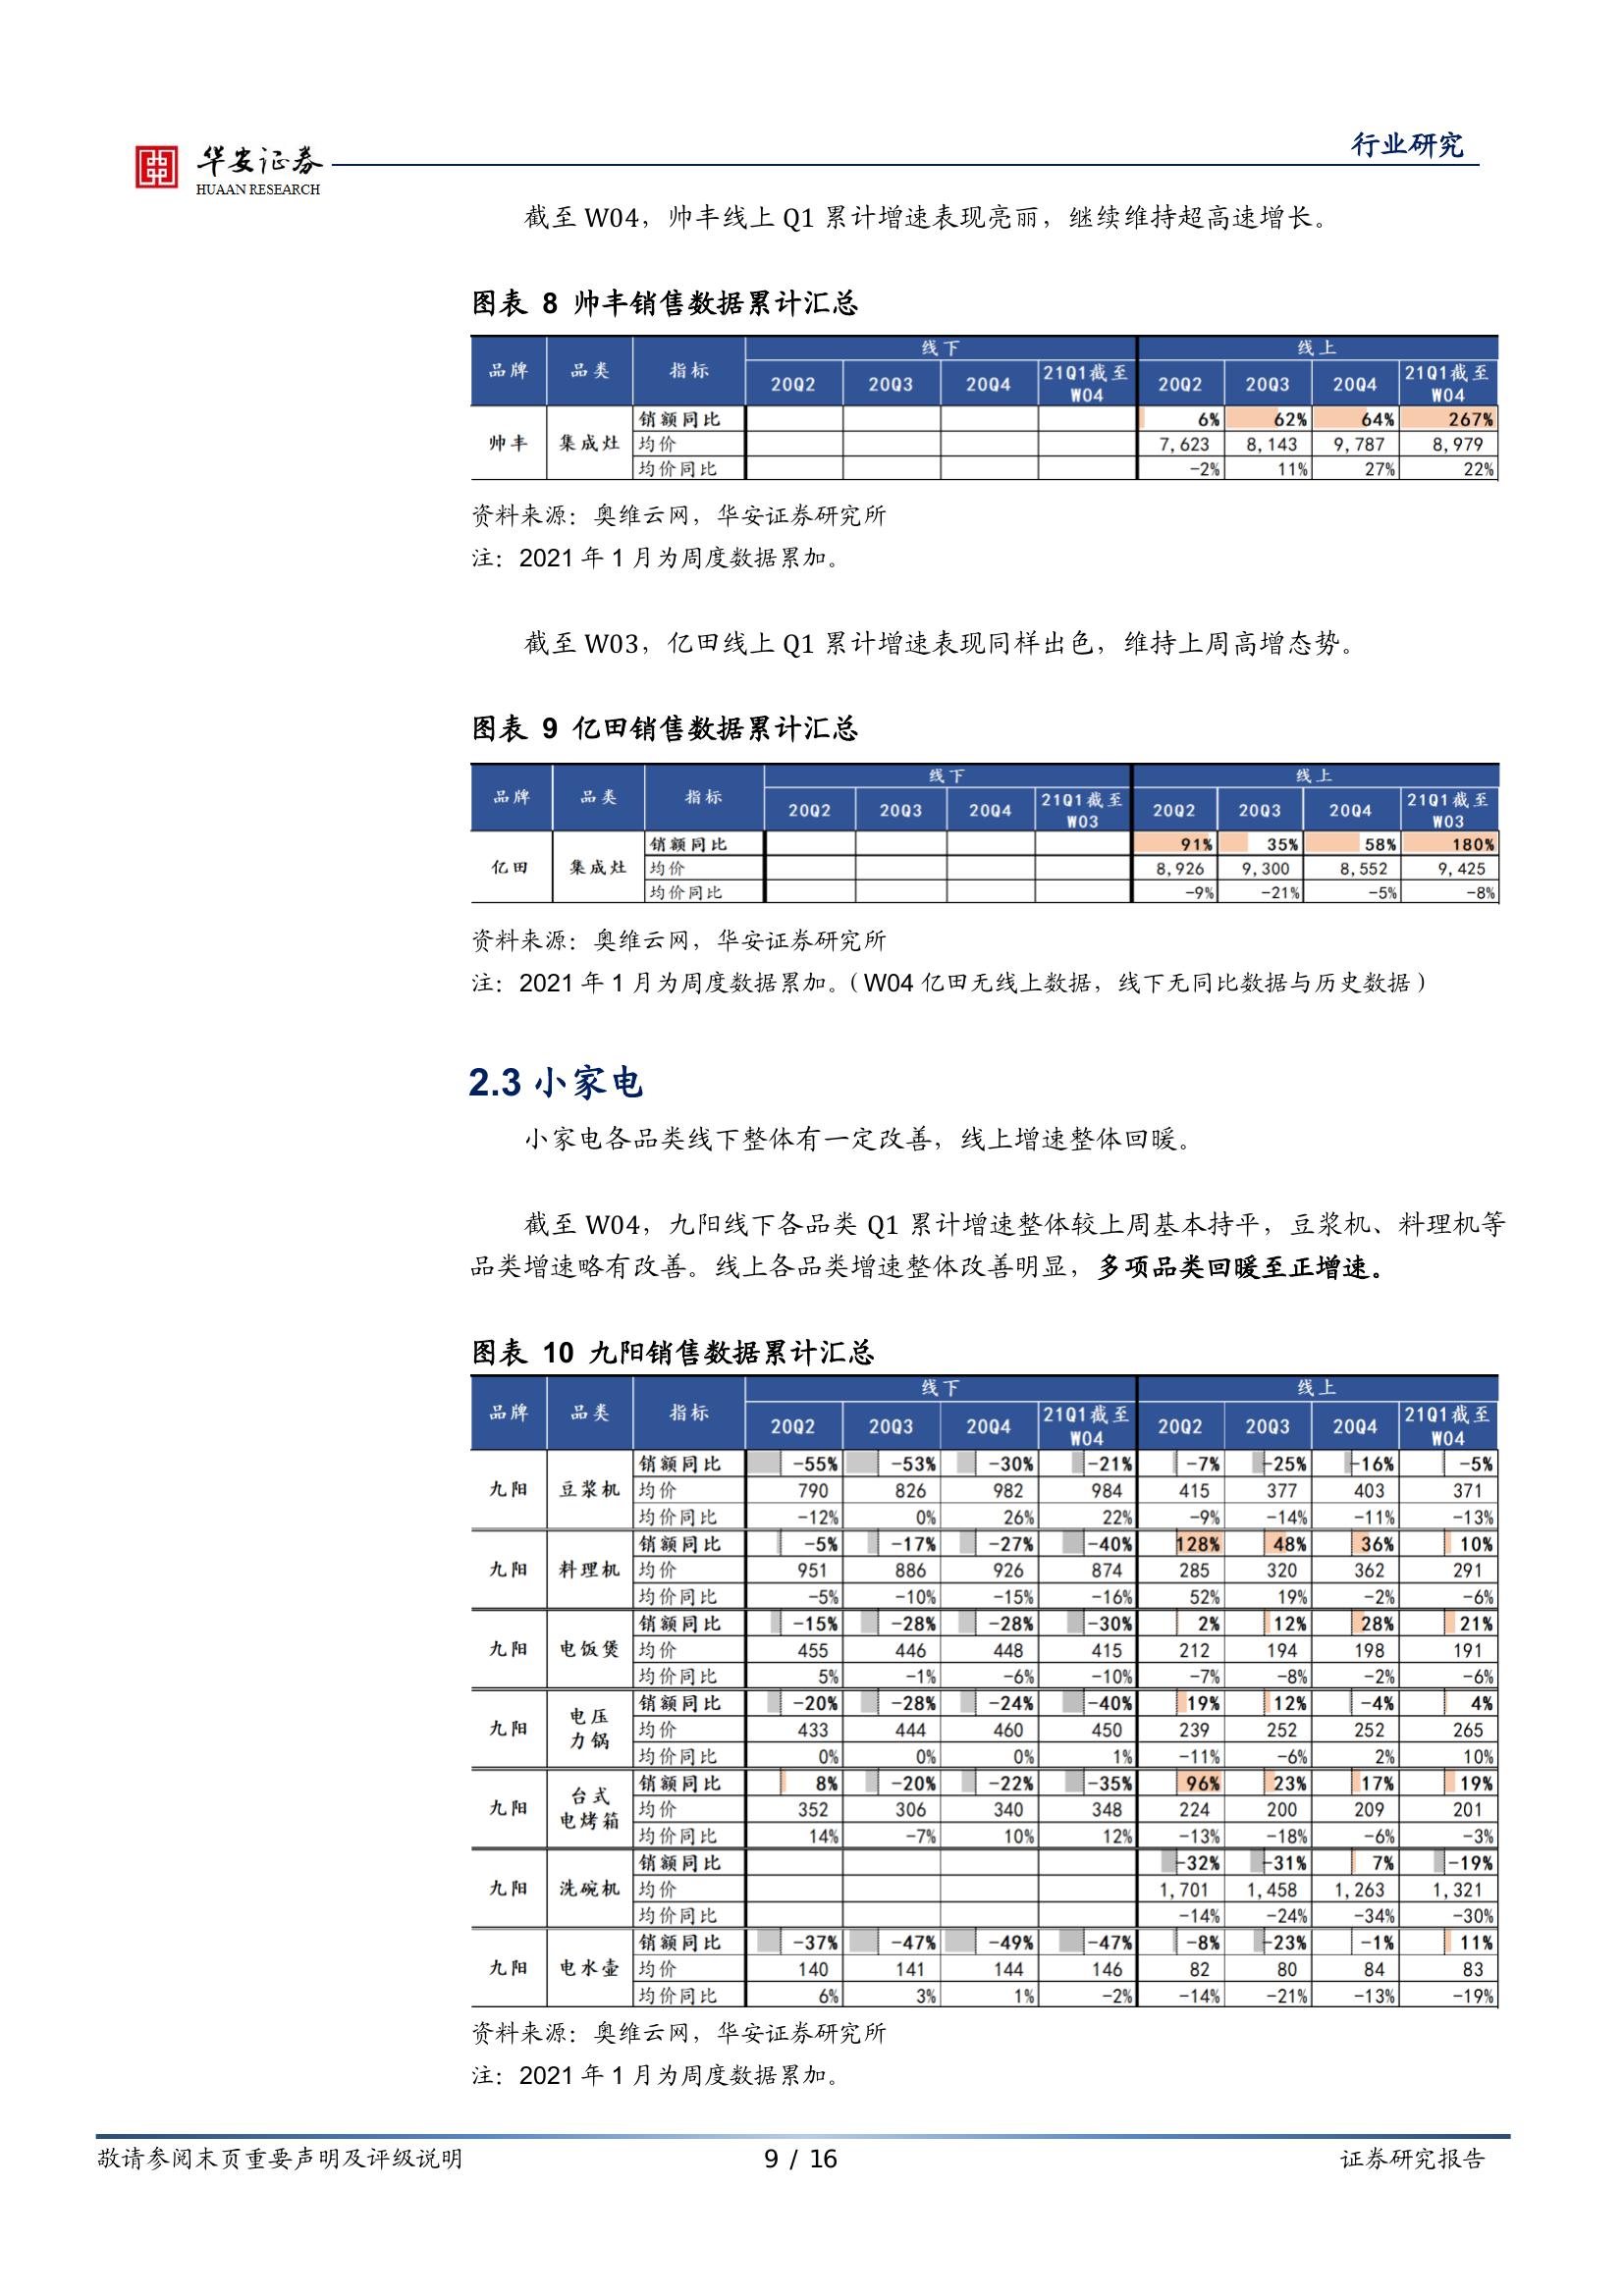 华安证券
HUAAN RESEARCH
行业研究
截至 W04，帅丰线上 Q1 累计增速表现亮丽，继续维持超高速增长。
图表 8 帅丰销售数据累计汇总
品牌 品类 指标 线下 线上
20Q2 20Q3 20Q4 21Q1截至W04 20Q2 20Q3 20Q4 21Q1截至W04
帅丰 集成灶 销额同比 6% 62% 64% 267%
均价 7,623 8,143 9,787 8,979
均价同比 -2% 11% 27% 22%
资料来源：奥维云网，华安证券研究所
注：2021 年 1 月为周度数据累加。
截至 W03，亿田线上 Q1 累计增速表现同样出色，维持上周高增态势。
图表 9 亿田销售数据累计汇总
品牌 品类 指标 线下 线上
20Q2 20Q3 20Q4 21Q1截至W03 20Q2 20Q3 20Q4 21Q1截至W03
亿田 集成灶 销额同比 91% 35% 58% 180%
均价 8,926 9,300 8,552 9,425
均价同比 -9% -21% -5% -8%
资料来源：奥维云网，华安证券研究所
注：2021 年 1 月为周度数据累加。（W04 亿田无线上数据，线下无同比数据与历史数据）
2.3 小家电
小家电各品类线下整体有一定改善，线上增速整体回暖。
截至 W04，九阳线下各品类 Q1 累计增速整体较上周基本持平，豆浆机、料理机等
品类增速略有改善。线上各品类增速整体改善明显，多项品类回暖至正增速。
图表 10 九阳销售数据累计汇总
品牌 品类 指标 线下 线上
20Q2 20Q3 20Q4 21Q1截至W04 20Q2 20Q3 20Q4 21Q1截至W04
九阳 豆浆机 销额同比 -55% -53% -30% -21% -7% -25% -16% -5%
均价 790 826 982 984 415 377 403 371
均价同比 -12% 0% 26% 22% -9% -14% -11% -13%
九阳 料理机 销额同比 -5% -17% -27% -40% 128% 48% 36% 10%
均价 951 886 926 874 285 320 362 291
均价同比 -5% -10% -15% -16% 52% 19% -2% -6%
九阳 电饭煲 销额同比 -15% -28% -28% -30% 2% 12% 28% 21%
均价 455 446 448 415 212 194 198 191
均价同比 5% -1% -6% -10% -7% -8% -2% -6%
九阳 电压力锅 销额同比 -20% -28% -24% -40% 19% 12% -4% 4%
均价 433 444 460 450 239 252 252 265
均价同比 0% 0% 0% 1% -11% -6% 2% 10%
九阳 台式电烤箱 销额同比 8% -20% -22% -35% 96% 23% 17% 19%
均价 352 306 340 348 224 200 209 201
均价同比 14% -7% 10% 12% -13% -18% -6% -3%
九阳 洗碗机 销额同比 -32% -31% 7% -19%
均价 1,701 1,458 1,263 1,321
均价同比 -14% -24% -34% -30%
九阳 电水壶 销额同比 -37% -47% -49% -47% -8% -23% -1% 11%
均价 140 141 144 146 82 80 84 83
均价同比 6% 3% 1% -2% -14% -21% -13% -19%
资料来源：奥维云网，华安证券研究所
注：2021 年 1 月为周度数据累加。
敬请参阅末页重要声明及评级说明 9 / 16 证券研究报告